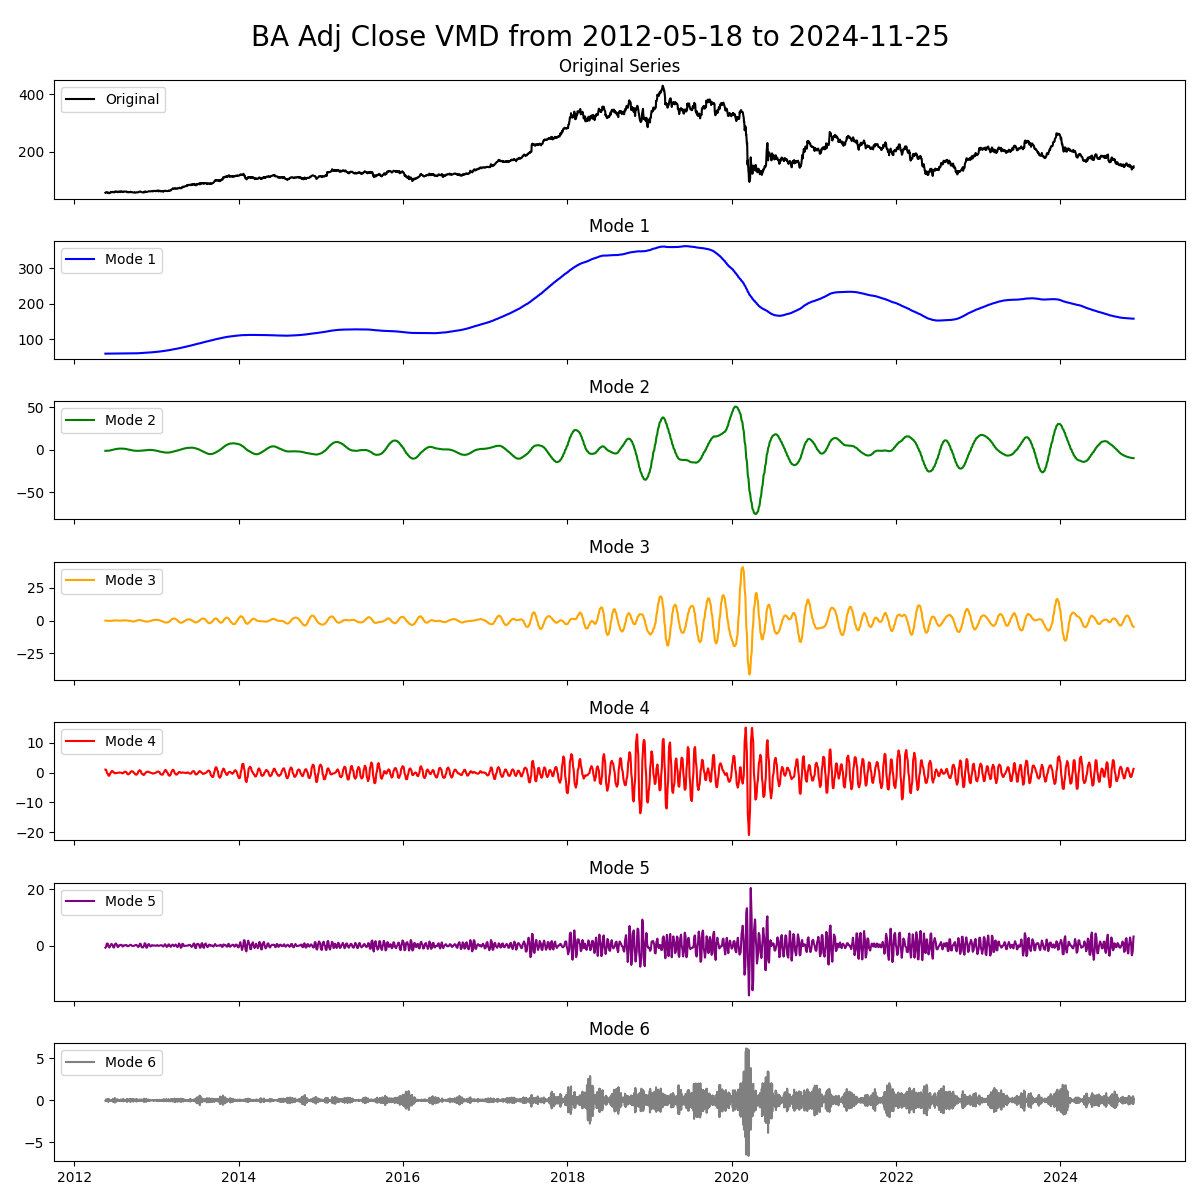 BA Adj Close VMD from 2012-05-18 to 2024-11-25
Original Series
Original
400
200
Mode 1
Mode 1
300
200
100
Mode 2
Mode 2
50
0
−50
Mode 3
Mode 3
25
0
−25
Mode 4
Mode 4
10
0
−10
−20
Mode 5
Mode 5
20
0
Mode 6
Mode 6
5
0
−5
2012 2014 2016 2018 2020 2022 2024